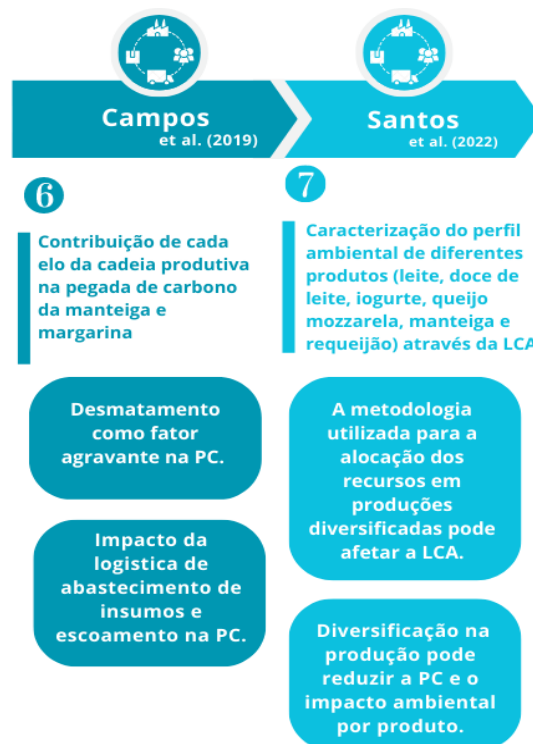 Campos
et al. (2019)
Santos
et al. (2022)
6
Contribuição de cada
elo da cadeia produtiva
na pegada de carbono
da manteiga e
margarina
Desmatamento
como fator
agravante na PC.
Impacto da
logistica de
abastecimento de
insumos e
escoamento na PC.
7
Caracterização do perfil
ambiental de diferentes
produtos (leite, doce de
leite, iogurte, queijo
mozzarela, manteiga e
requeijão) através da LCA
A metodologia
utilizada para a
alocação dos
recursos em
produções
diversificadas pode
afetar a LCA.
Diversificação na
produção pode
reduzir a PC e o
impacto ambiental
por produto.